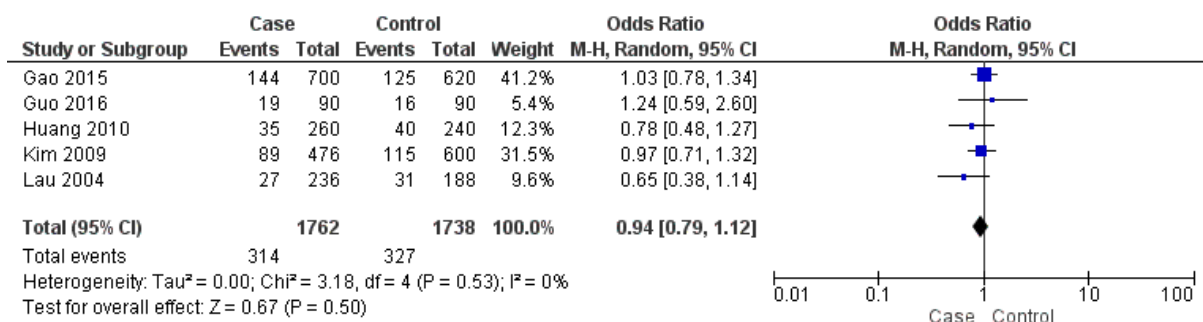 Case Control Odds Ratio Odds Ratio
Study or Subgroup Events Total Events Total Weight M-H, Random, 95% CI M-H, Random, 95% CI
Gao 2015 144 700 125 620 41.2% 1.03 [0.78, 1.34]
Guo 2016 19 90 16 90 5.4% 1.24 [0.59, 2.60]
Huang 2010 35 260 40 240 12.3% 0.78 [0.48, 1.27]
Kim 2009 89 476 115 600 31.5% 0.97 [0.71, 1.32]
Lau 2004 27 236 31 188 9.6% 0.65 [0.38, 1.14]
Total (95% CI) 1762 1738 100.0% 0.94 [0.79, 1.12]
Total events 314 327
Heterogeneity: Tau² = 0.00; Chi² = 3.18, df = 4 (P = 0.53); I² = 0%
Test for overall effect: Z = 0.67 (P = 0.50)
0.01 0.1 1 10 100
Case Control